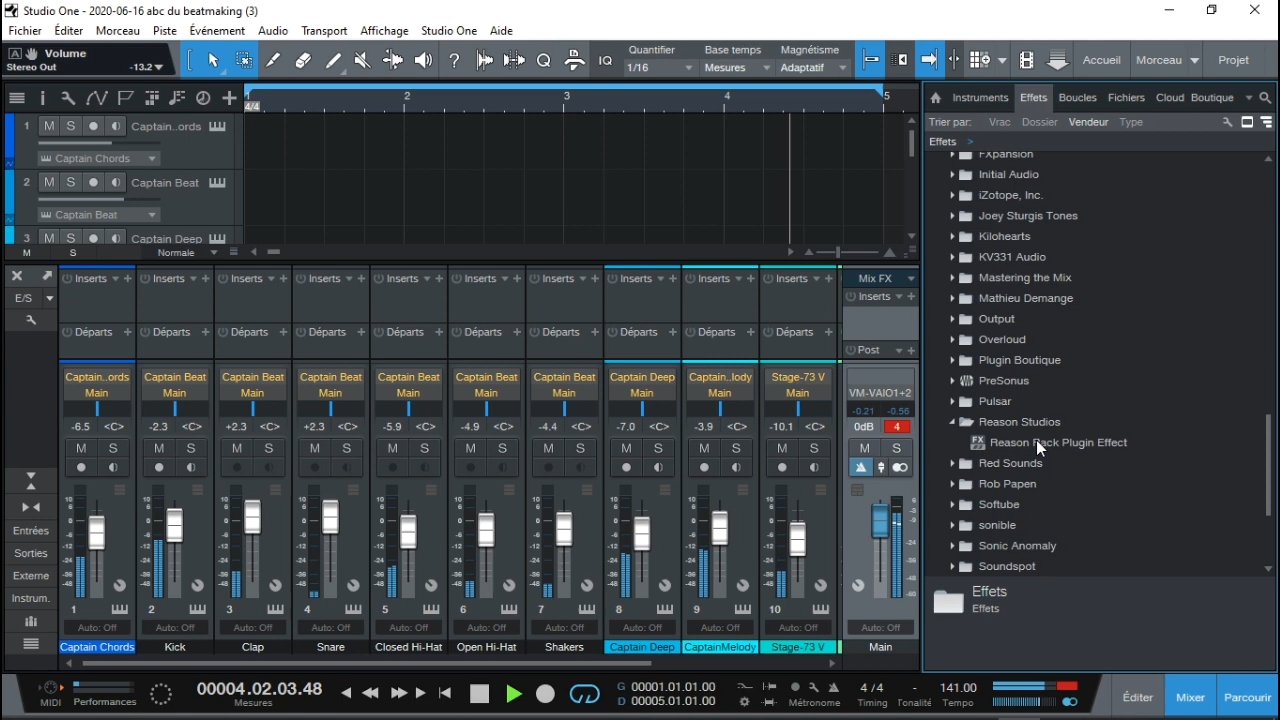 Studio One - 2020-06-16 abc du beatmaking (3)
Fichier Éditer Morceau Piste Événement Audio Transport Affichage Studio One Aide
A Volume
Stereo Out -13.2
? Q IQ
Quantifier Base temps Magnétisme
1/16 Mesures Adaptatif
Accueil Morceau Projet
1 2 3 4 5
4/4
Instruments Effets Boucles Fichiers Cloud Boutique
Trier par: Vrac Dossier Vendeur Type
Effets >
1 M S Captain..ords
Captain Chords
2 M S Captain Beat
Captain Beat
3 M S Captain Deep
M S Normale
FXpansion
Initial Audio
iZotope, Inc.
Joey Sturgis Tones
Kilohearts
KV331 Audio
Mastering the Mix
Mathieu Demange
Output
Overloud
Plugin Boutique
PreSonus
Pulsar
Reason Studios
FX Reason Rack Plugin Effect
Red Sounds
Rob Papen
Softube
sonible
Sonic Anomaly
Soundspot
Effets
Effets
Inserts Inserts Inserts Inserts Inserts Inserts Inserts Inserts Inserts Inserts Mix FX
E/S Inserts
Départs Départs Départs Départs Départs Départs Départs Départs Départs Départs
Post
Captain..ords Captain Beat Captain Beat Captain Beat Captain Beat Captain Beat Captain Beat Captain Deep Captain..lody Stage-73 V
Main Main Main Main Main Main Main Main Main Main VM-VAIO1+2
-0.21 -0.56
-6.5 <C> -2.3 <C> +2.3 <C> +2.3 <C> -5.9 <C> -4.9 <C> -4.4 <C> -7.0 <C> -3.9 <C> -10.1 <C> 0dB 4
M S M S M S M S M S M S M S M S M S M S M S
Entrées
Sorties
Externe
Instrum.
1 2 3 4 5 6 7 8 9 10
Auto: Off Auto: Off Auto: Off Auto: Off Auto: Off Auto: Off Auto: Off Auto: Off Auto: Off Auto: Off Auto: Off
Captain Chords Kick Clap Snare Closed Hi-Hat Open Hi-Hat Shakers Captain Deep CaptainMelody Stage-73 V Main
MIDI Performances
00004.02.03.48
Mesures
G 00001.01.01.00
D 00005.01.01.00
Métronome
4 / 4 - 141.00
Timing Tonalité Tempo
Éditer Mixer Parcourir